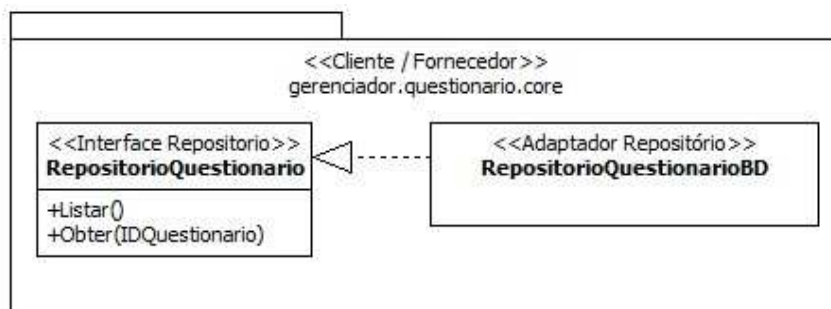 <<Cliente / Fornecedor>>
gerenciador.questionario.core
<<Interface Repositorio>>
RepositorioQuestionario
+Listar()
+Obter(IDQuestionario)
<<Adaptador Repositório>>
RepositorioQuestionarioBD